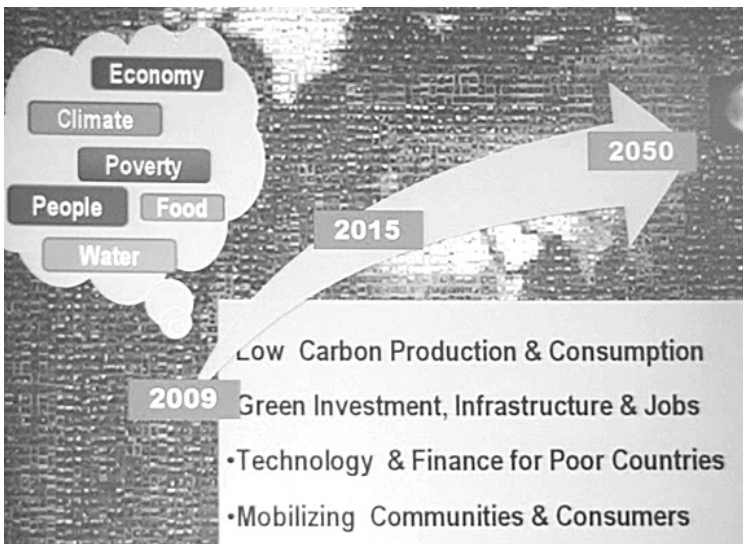 Economy
Climate
Poverty
People Food
Water
2050
2015
2009
Low Carbon Production & Consumption
Green Investment, Infrastructure & Jobs
•Technology & Finance for Poor Countries
•Mobilizing Communities & Consumers